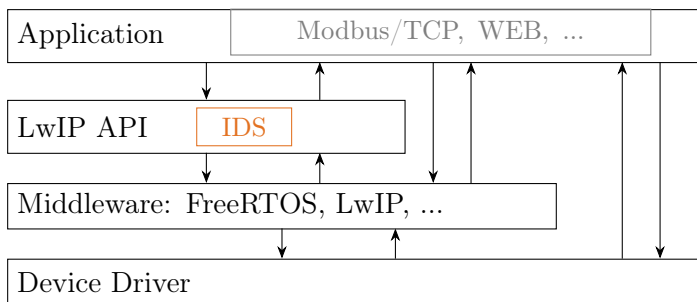 Application
Modbus/TCP, WEB, ...
LwIP API
IDS
Middleware: FreeRTOS, LwIP, ...
Device Driver